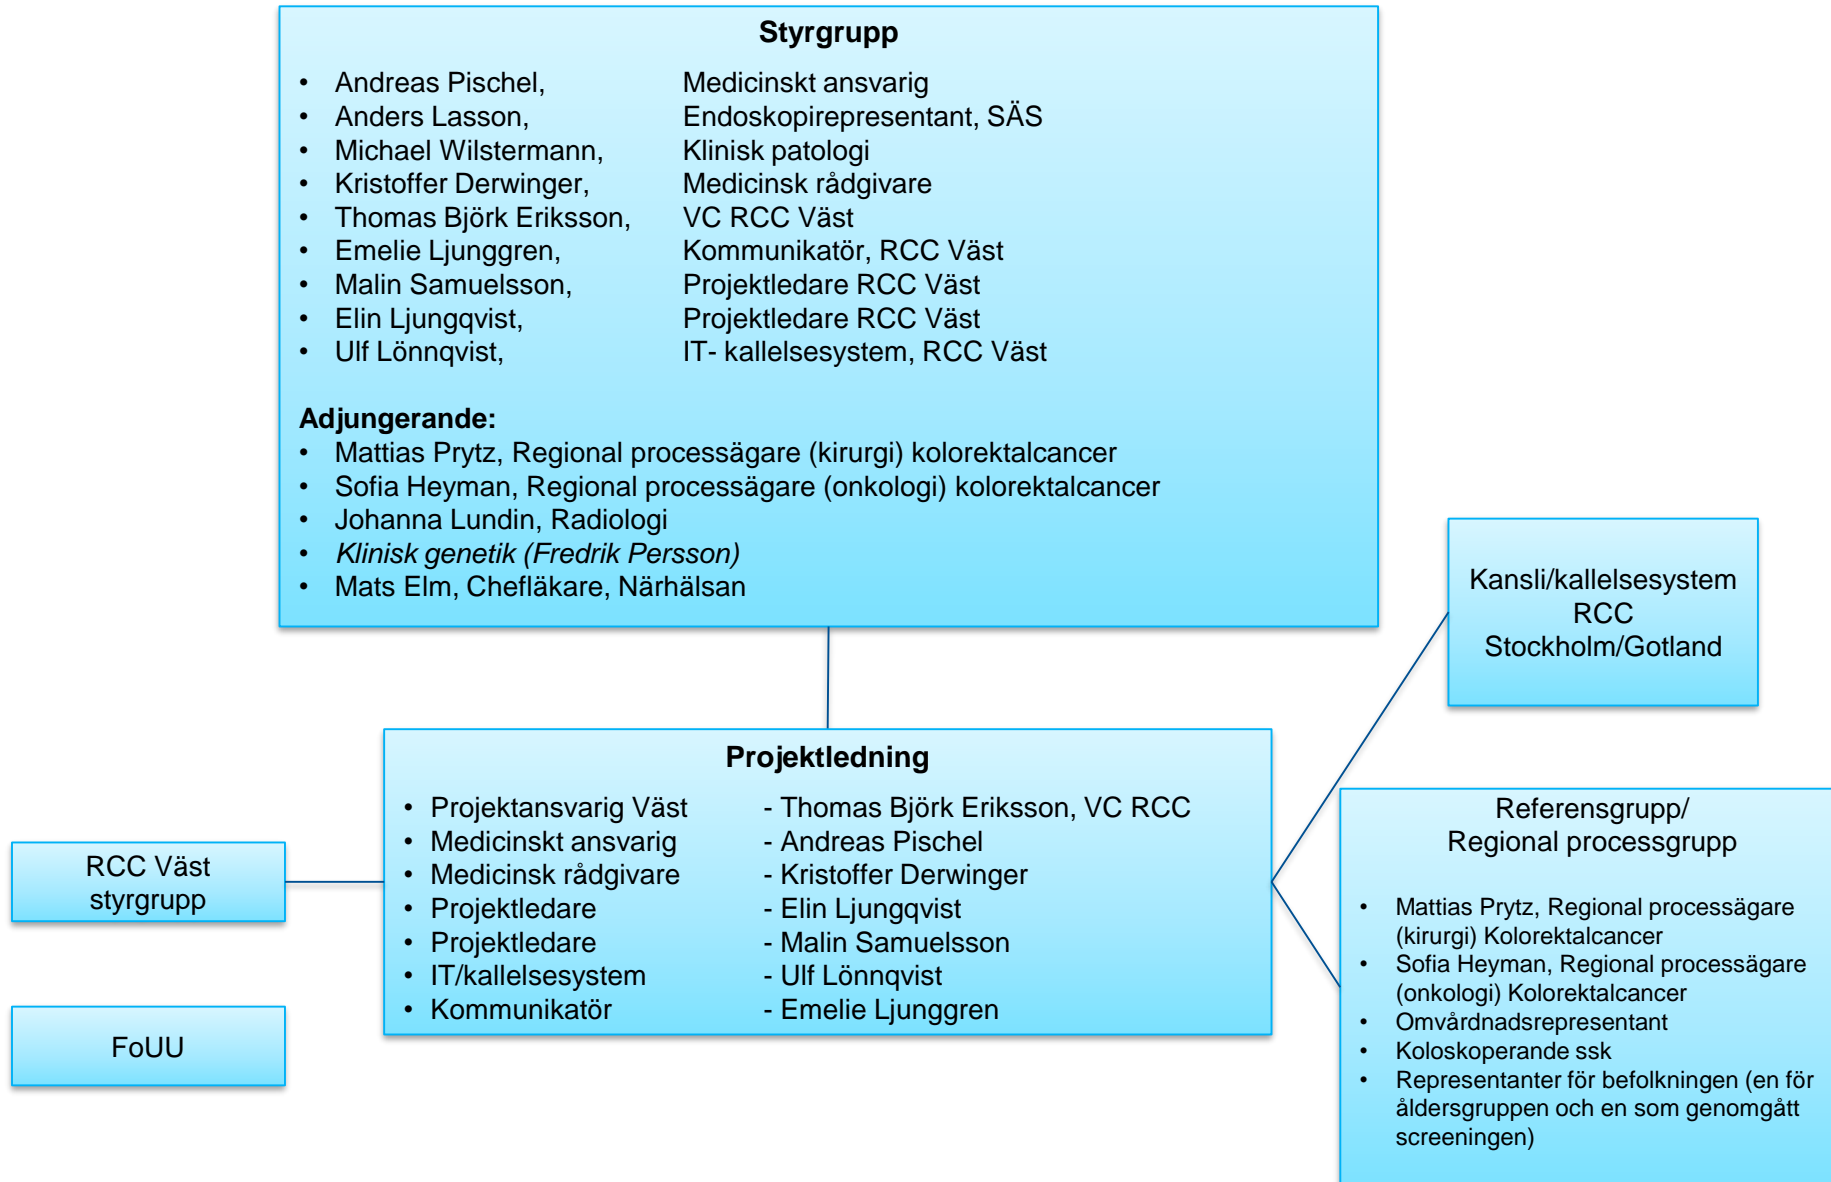 Styrgrupp
• Andreas Pischel, Medicinskt ansvarig
• Anders Lasson, Endoskopirepresentant, SÄS
• Michael Wilstermann, Klinisk patologi
• Kristoffer Derwinger, Medicinsk rådgivare
• Thomas Björk Eriksson, VC RCC Väst
• Emelie Ljunggren, Kommunikatör, RCC Väst
• Malin Samuelsson, Projektledare RCC Väst
• Elin Ljungqvist, Projektledare RCC Väst
• Ulf Lönnqvist, IT- kallelsesystem, RCC Väst
Adjungerande:
• Mattias Prytz, Regional processägare (kirurgi) kolorektalcancer
• Sofia Heyman, Regional processägare (onkologi) kolorektalcancer
• Johanna Lundin, Radiologi
• Klinisk genetik (Fredrik Persson)
• Mats Elm, Chefläkare, Närhälsan
Kansli/kallelsesystem
RCC
Stockholm/Gotland
Projektledning
• Projektansvarig Väst - Thomas Björk Eriksson, VC RCC
• Medicinskt ansvarig - Andreas Pischel
• Medicinsk rådgivare - Kristoffer Derwinger
• Projektledare - Elin Ljungqvist
• Projektledare - Malin Samuelsson
• IT/kallelsesystem - Ulf Lönnqvist
• Kommunikatör - Emelie Ljunggren
RCC Väst
styrgrupp
FoUU
Referensgrupp/
Regional processgrupp
• Mattias Prytz, Regional processägare
(kirurgi) Kolorektalcancer
• Sofia Heyman, Regional processägare
(onkologi) Kolorektalcancer
• Omvårdnadsrepresentant
• Koloskoperande ssk
• Representanter för befolkningen (en för
åldersgruppen och en som genomgått
screeningen)